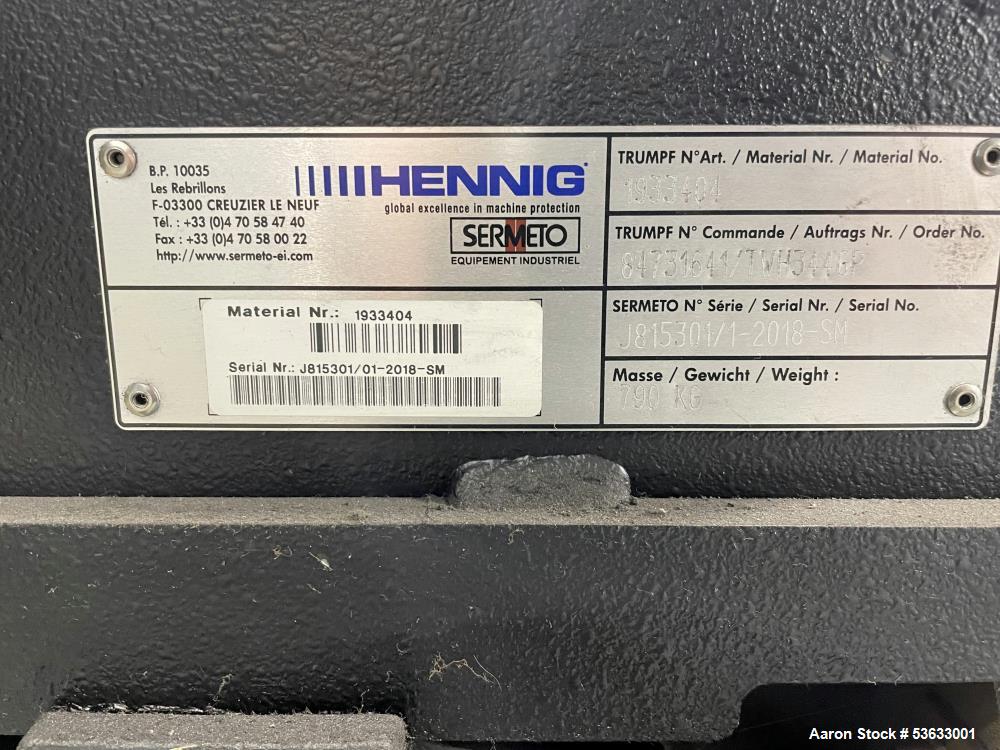 B.P. 10035
Les Rebrillons
F-03300 CREUZIER LE NEUF
Tél. : +33 (0)4 70 58 47 40
Fax : +33 (0)4 70 58 00 22
http://www.sermeto-ei.com
HENNIG
global excellence in machine protection
SERMETO
EQUIPEMENT INDUSTRIEL
TRUMPF N°Art. / Material Nr. / Material No.
1933404
TRUMPF N° Commande / Auftrags Nr. / Order No.
SERMETO N° Série / Serial Nr. / Serial No.
J815301/1-2018-SM
Masse / Gewicht / Weight :
790 KG
Material Nr.: 1933404
Serial Nr.: J815301/01-2018-SM
Aaron Stock # 53633001